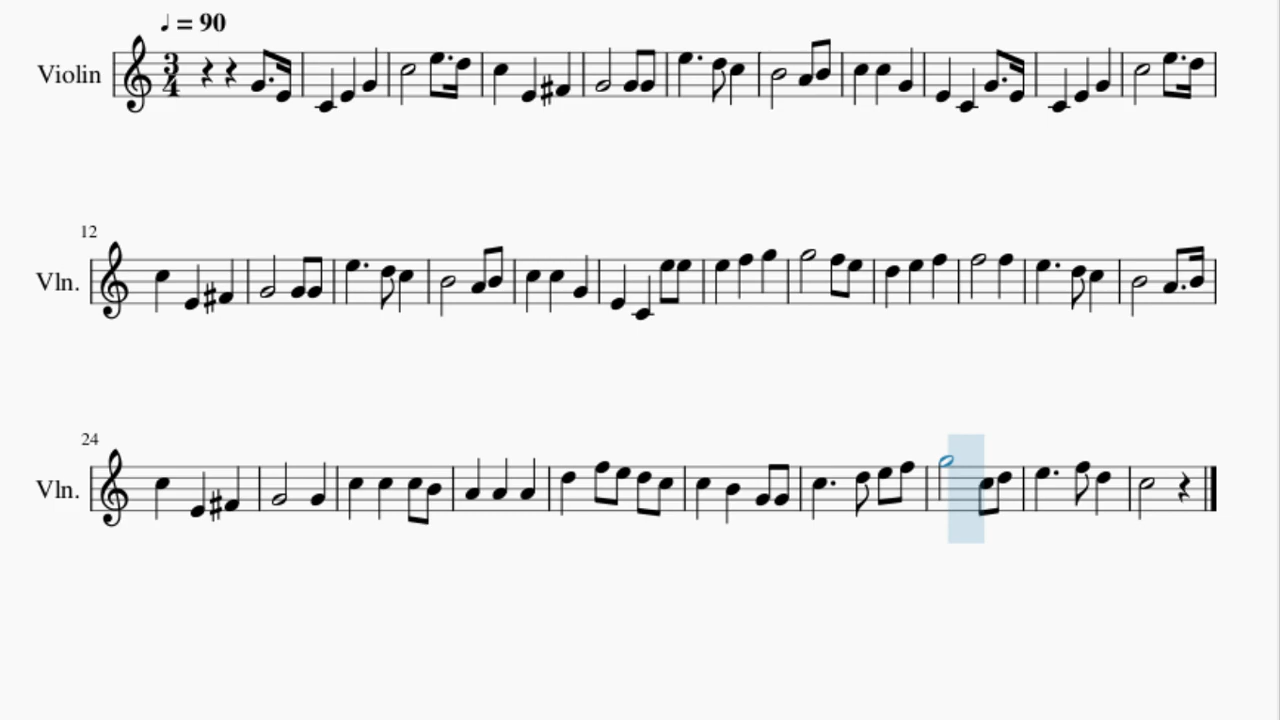 ♩ = 90
Violin
3
4
12
Vln.
24
Vln.